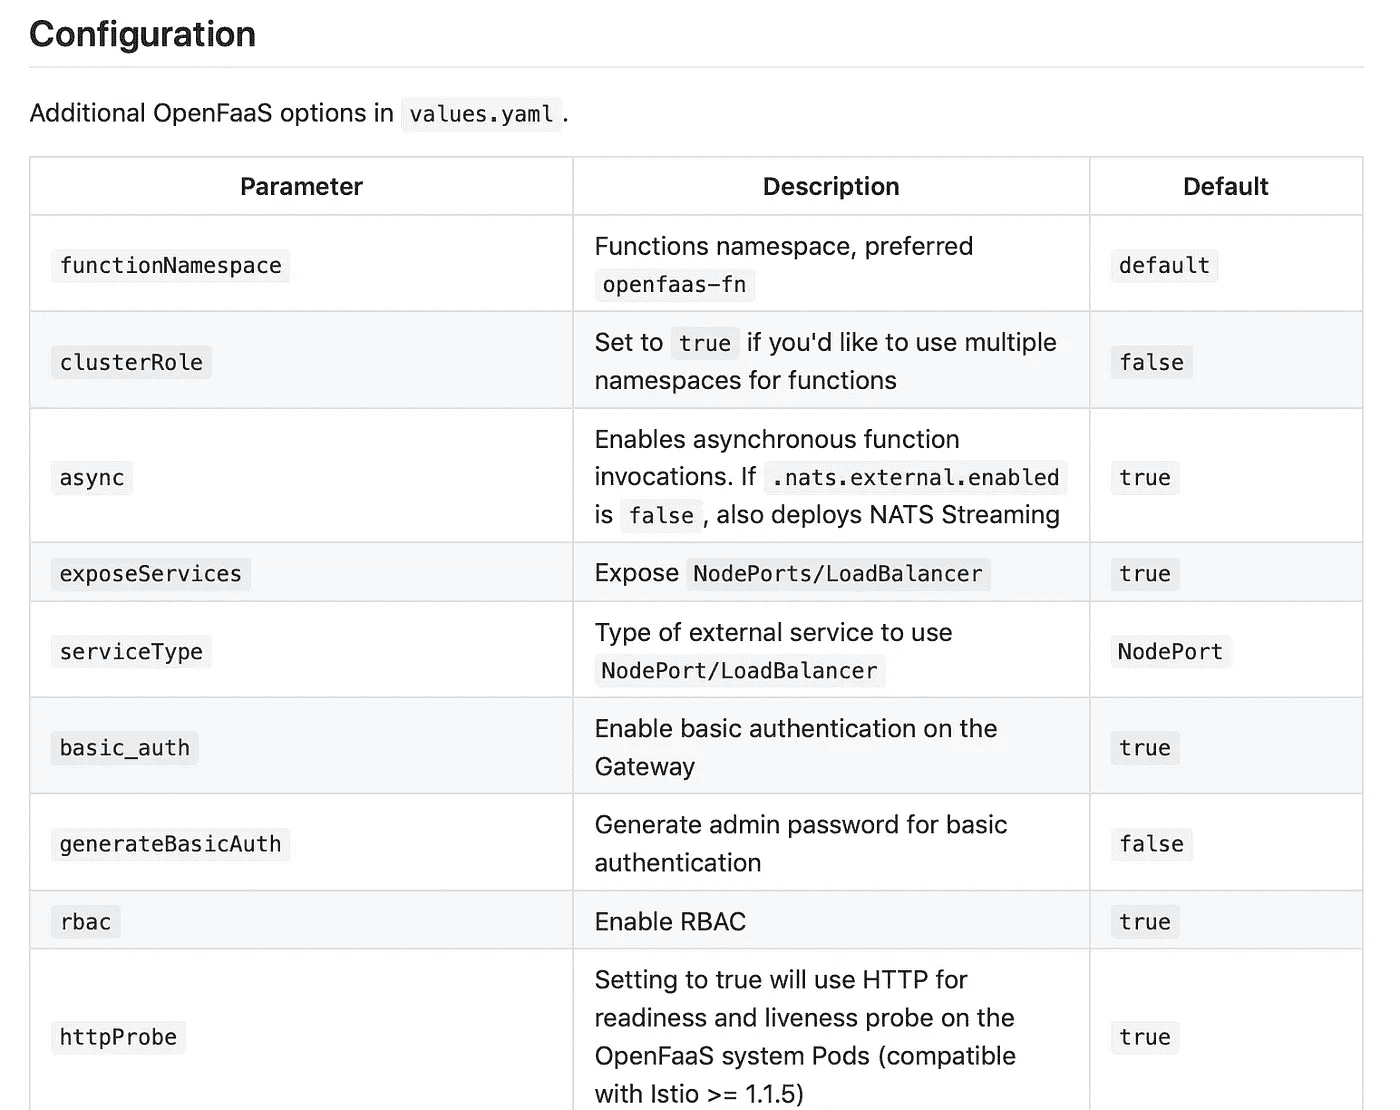 Configuration
Additional OpenFaaS options in values.yaml .
Parameter Description Default
functionNamespace
Functions namespace, preferred
openfaas-fn
default
clusterRole
Set to true if you'd like to use multiple
namespaces for functions
false
async
Enables asynchronous function
invocations. If .nats.external.enabled
is false , also deploys NATS Streaming
true
exposeServices Expose NodePorts/LoadBalancer true
serviceType
Type of external service to use
NodePort/LoadBalancer
NodePort
basic_auth
Enable basic authentication on the
Gateway
true
generateBasicAuth
Generate admin password for basic
authentication
false
rbac Enable RBAC true
httpProbe
Setting to true will use HTTP for
readiness and liveness probe on the
OpenFaaS system Pods (compatible
with Istio >= 1.1.5)
true